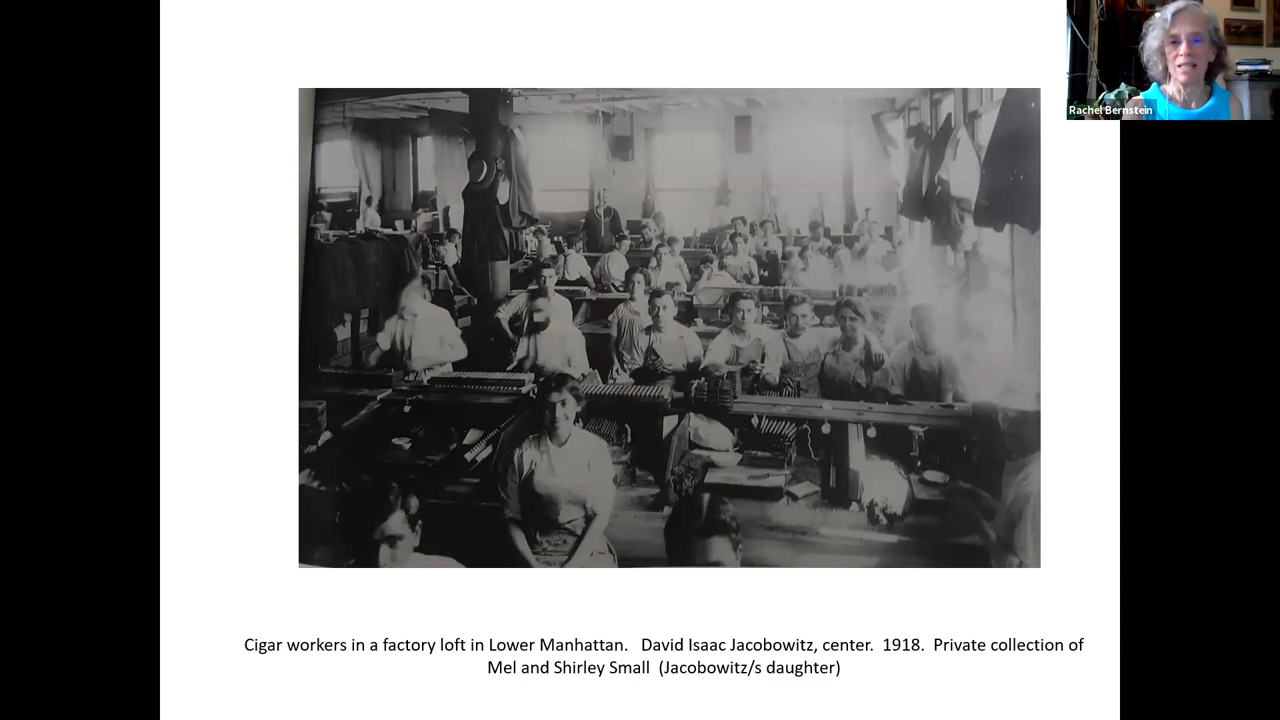 Rachel Bernstein
Cigar workers in a factory loft in Lower Manhattan.   David Isaac Jacobowitz, center.  1918.  Private collection of
Mel and Shirley Small  (Jacobowitz/s daughter)